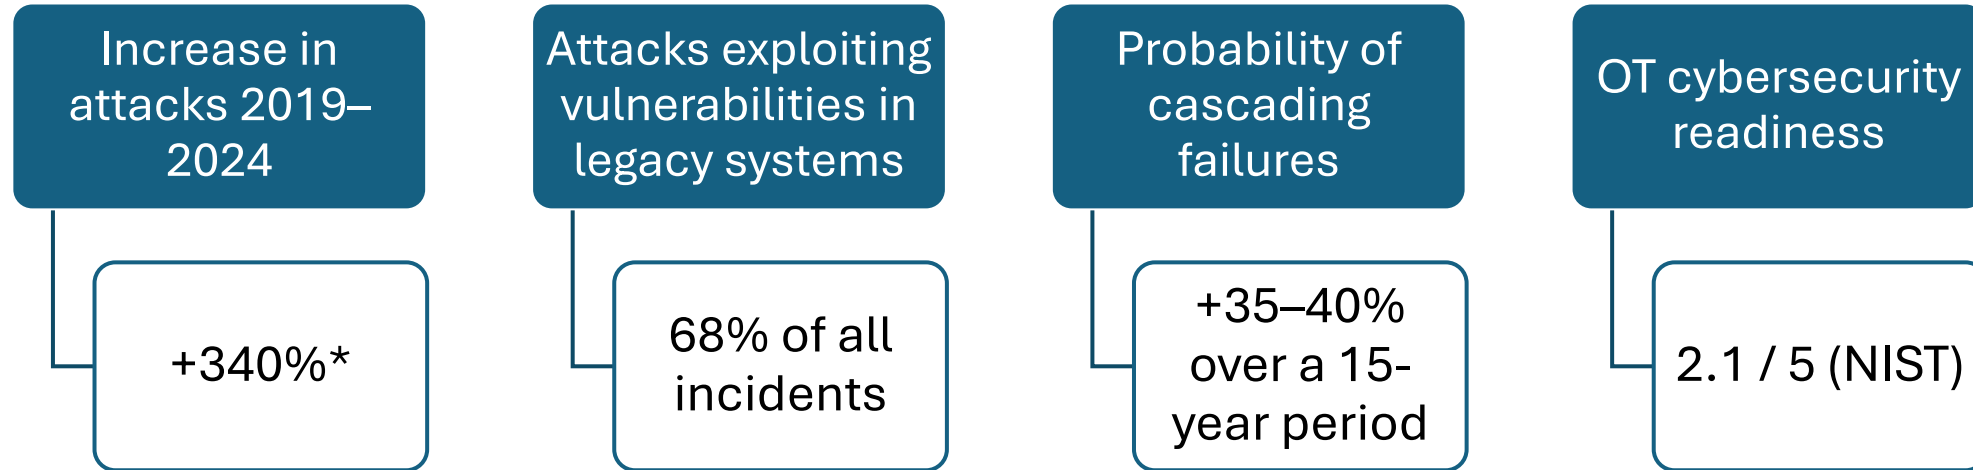 Increase in
attacks 2019–
2024
+340%*
Attacks exploiting
vulnerabilities in
legacy systems
68% of all
incidents
Probability of
cascading
failures
+35–40%
over a 15-
year period
OT cybersecurity
readiness
2.1 / 5 (NIST)